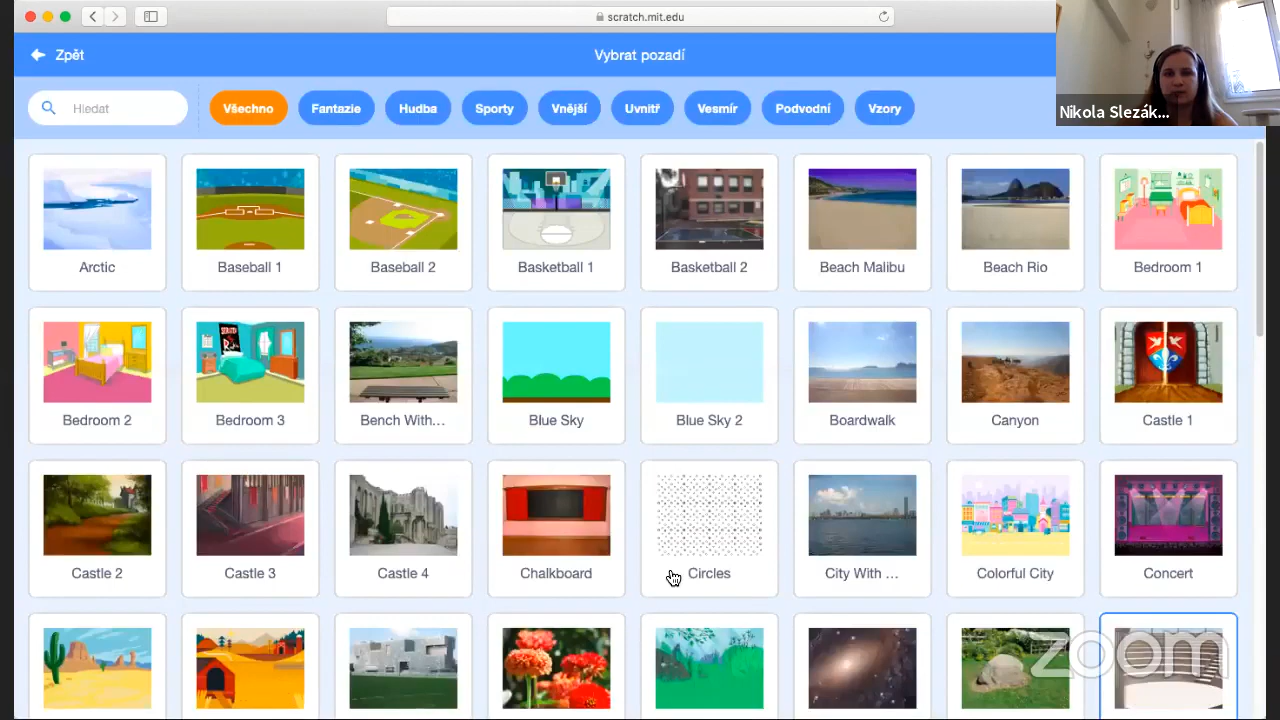 scratch.mit.edu
Zpět
Vybrat pozadí
Nikola Slezák...
Hledat
Všechno
Fantazie
Hudba
Sporty
Vnější
Uvnitř
Vesmír
Podvodní
Vzory
Arctic
Baseball 1
Baseball 2
Basketball 1
Basketball 2
Beach Malibu
Beach Rio
Bedroom 1
Bedroom 2
Bedroom 3
Bench With...
Blue Sky
Blue Sky 2
Boardwalk
Canyon
Castle 1
Castle 2
Castle 3
Castle 4
Chalkboard
Circles
City With ...
Colorful City
Concert
zoom